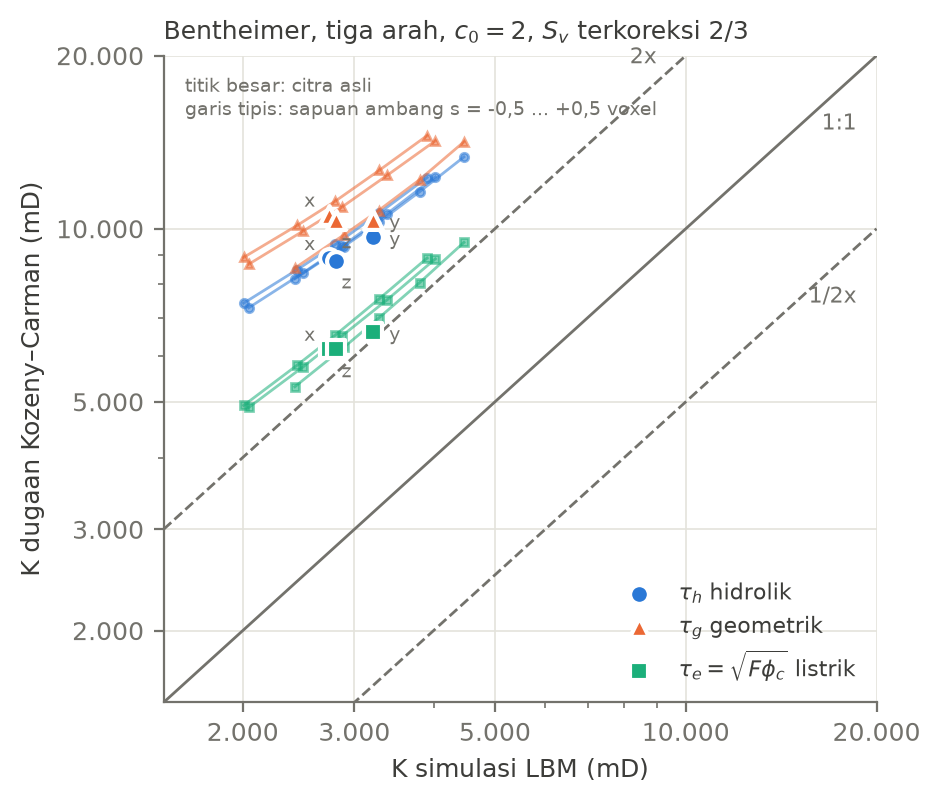 Bentheimer, tiga arah, c₀ = 2, Sᵥ terkoreksi 2/3
titik besar: citra asli
garis tipis: sapuan ambang s = -0,5 ... +0,5 voxel
2x
1:1
1/2x
x
y
z
x
y
z
x
y
z
K dugaan Kozeny–Carman (mD)
20.000
10.000
5.000
3.000
2.000
τₕ hidrolik
τ_g geometrik
τₑ = √Fϕ_c listrik
2.000
3.000
5.000
10.000
20.000
K simulasi LBM (mD)